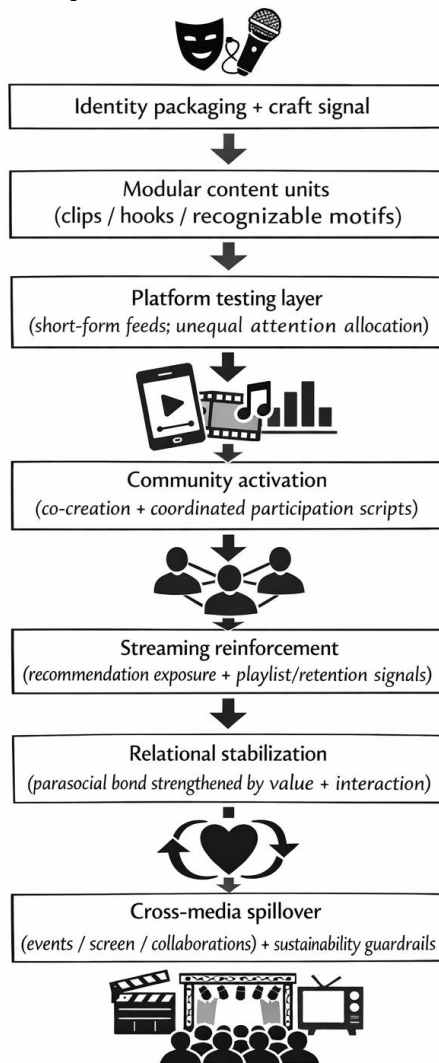 Identity packaging + craft signal
Modular content units
(clips / hooks / recognizable motifs)
Platform testing layer
(short-form feeds; unequal attention allocation)
Community activation
(co-creation + coordinated participation scripts)
Streaming reinforcement
(recommendation exposure + playlist/retention signals)
Relational stabilization
(parasocial bond strengthened by value + interaction)
Cross-media spillover
(events / screen / collaborations) + sustainability guardrails